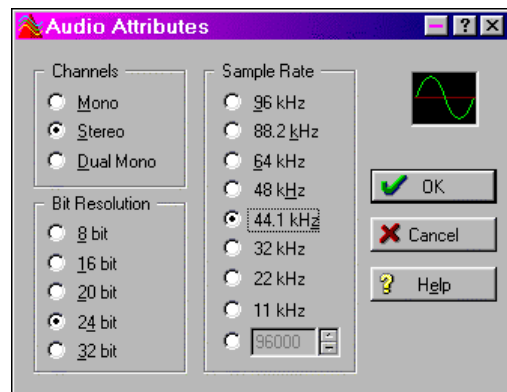 Audio Attributes
Channels
Mono
Stereo
Dual Mono
Bit Resolution
8 bit
16 bit
20 bit
24 bit
32 bit
Sample Rate
96 kHz
88.2 kHz
64 kHz
48 kHz
44.1 kHz
32 kHz
22 kHz
11 kHz
96000
OK
Cancel
Help